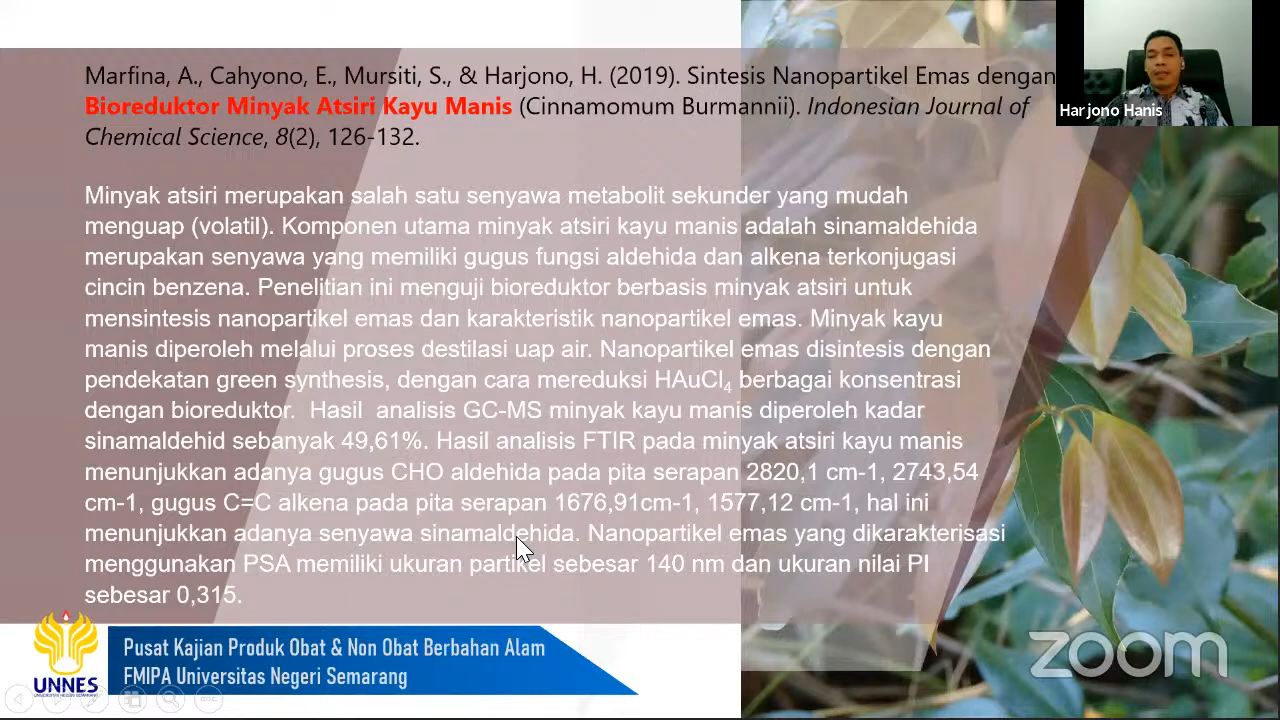 Marfina, A., Cahyono, E., Mursiti, S., & Harjono, H. (2019). Sintesis Nanopartikel Emas dengan
Bioreduktor Minyak Atsiri Kayu Manis (Cinnamomum Burmannii). Indonesian Journal of
Chemical Science, 8(2), 126-132.
Harjono Hanis
Minyak atsiri merupakan salah satu senyawa metabolit sekunder yang mudah
menguap (volatil). Komponen utama minyak atsiri kayu manis adalah sinamaldehida
merupakan senyawa yang memiliki gugus fungsi aldehida dan alkena terkonjugasi
cincin benzena. Penelitian ini menguji bioreduktor berbasis minyak atsiri untuk
mensintesis nanopartikel emas dan karakteristik nanopartikel emas. Minyak kayu
manis diperoleh melalui proses destilasi uap air. Nanopartikel emas disintesis dengan
pendekatan green synthesis, dengan cara mereduksi HAuCl₄ berbagai konsentrasi
dengan bioreduktor. Hasil analisis GC-MS minyak kayu manis diperoleh kadar
sinamaldehid sebanyak 49,61%. Hasil analisis FTIR pada minyak atsiri kayu manis
menunjukkan adanya gugus CHO aldehida pada pita serapan 2820,1 cm-1, 2743,54
cm-1, gugus C=C alkena pada pita serapan 1676,91cm-1, 1577,12 cm-1, hal ini
menunjukkan adanya senyawa sinamaldehida. Nanopartikel emas yang dikarakterisasi
menggunakan PSA memiliki ukuran partikel sebesar 140 nm dan ukuran nilai PI
sebesar 0,315.
UNNES
Pusat Kajian Produk Obat & Non Obat Berbahan Alam
FMIPA Universitas Negeri Semarang
zoom